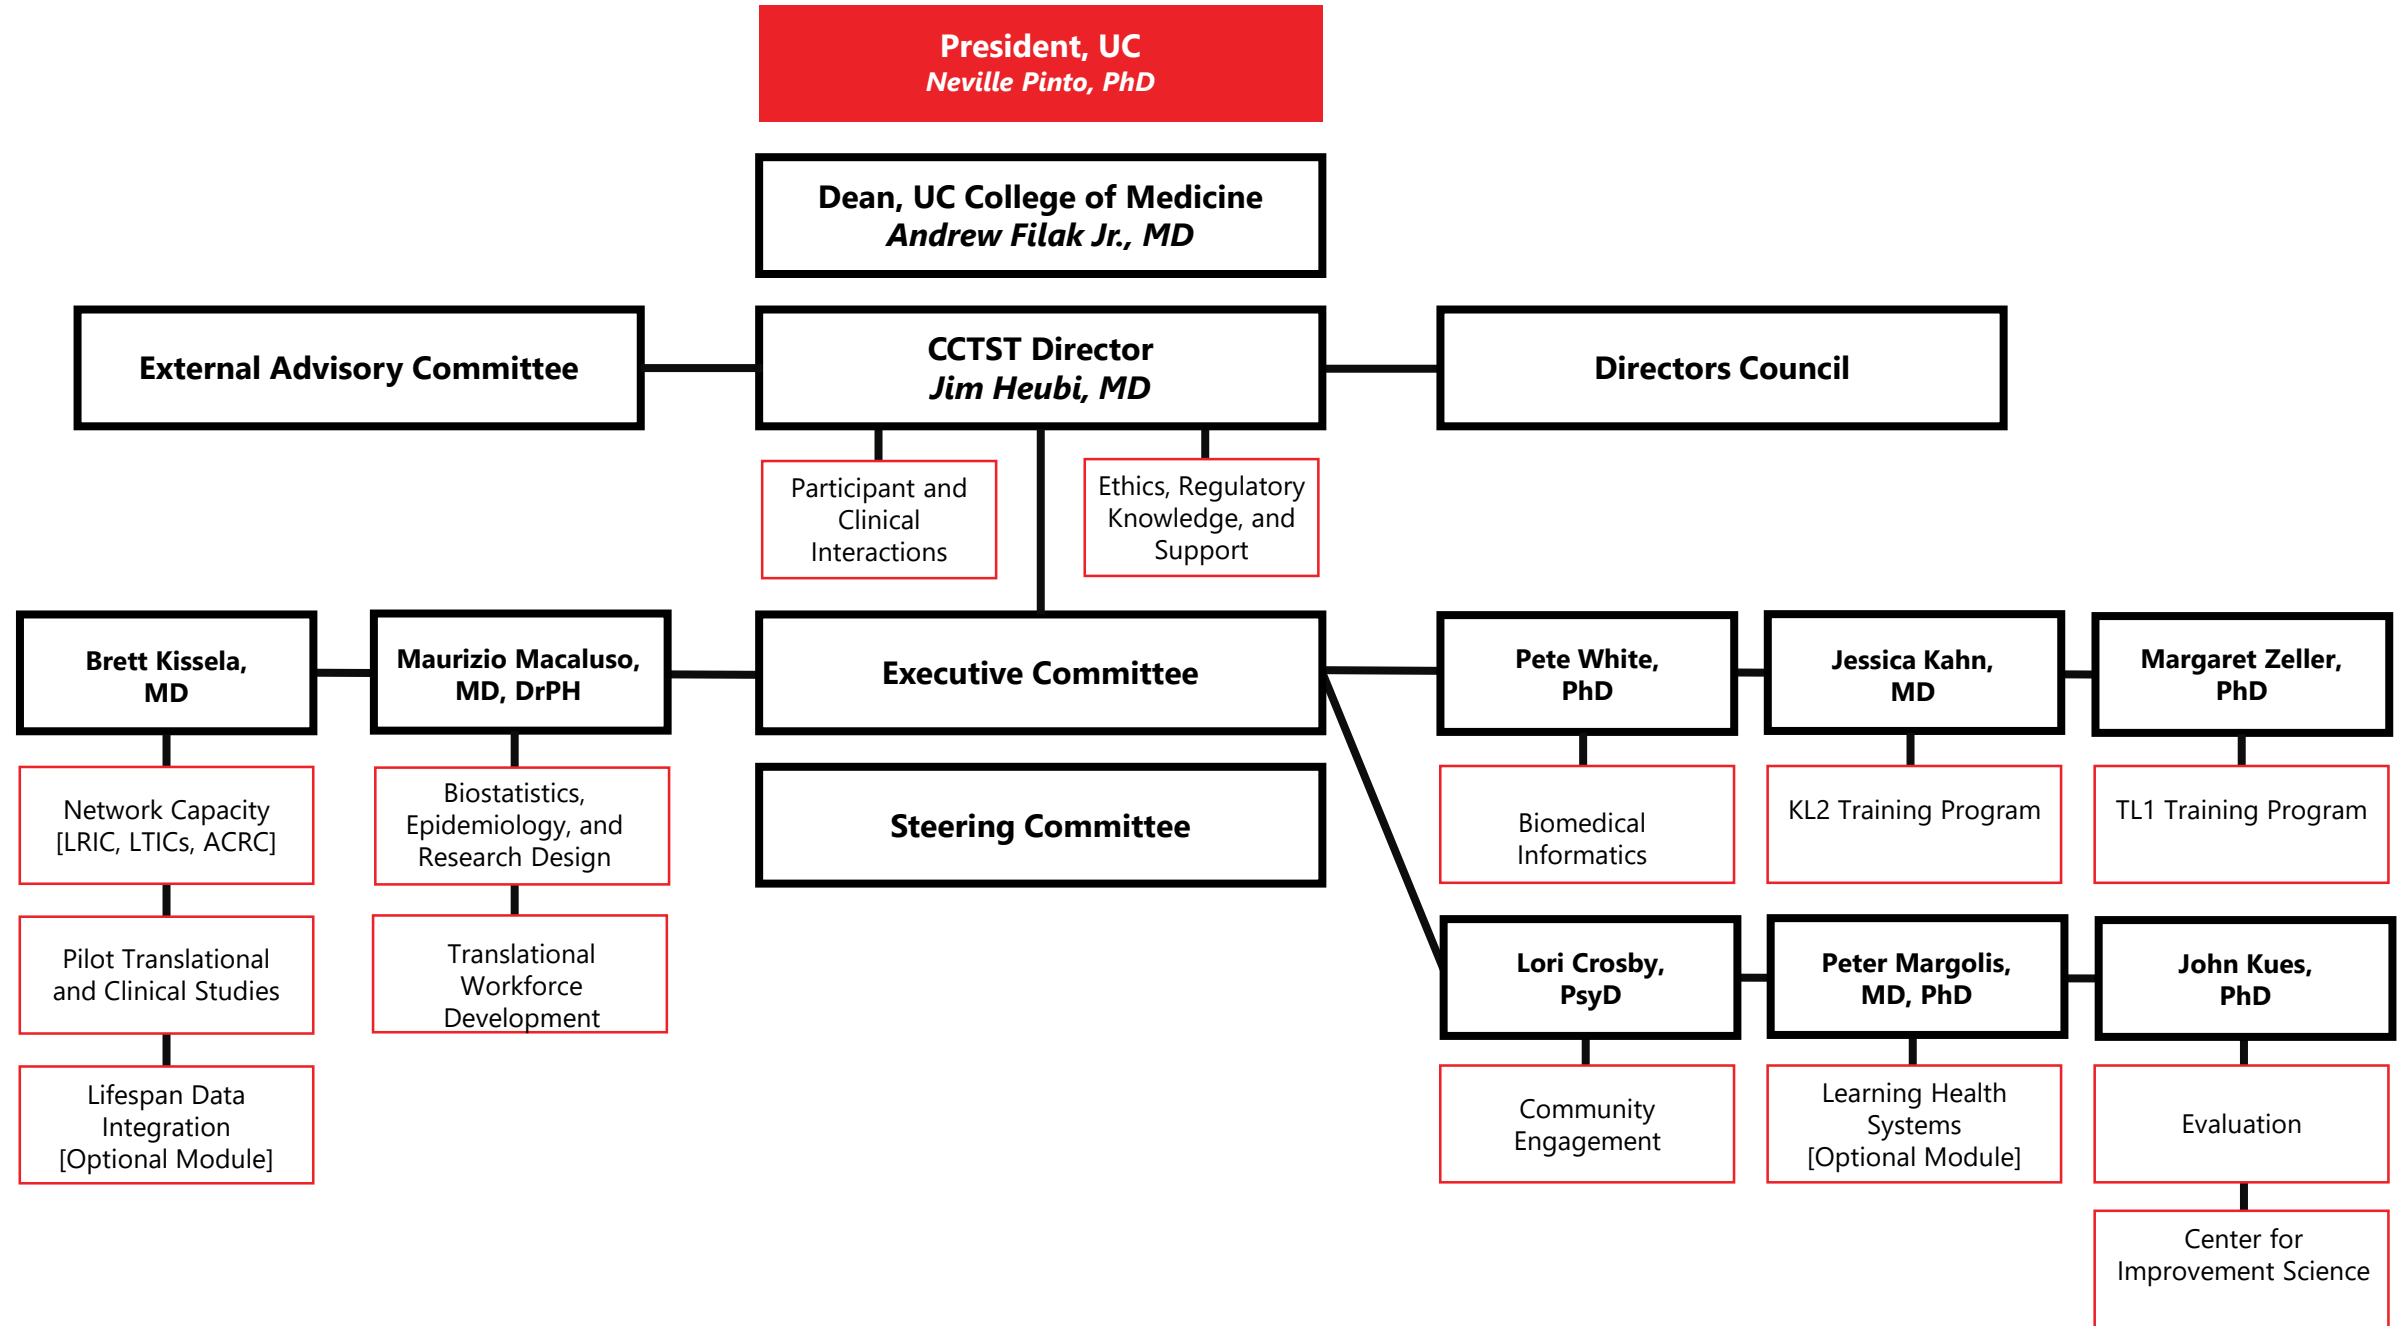 President, UC
Neville Pinto, PhD
Dean, UC College of Medicine
Andrew Filak Jr., MD
External Advisory Committee
CCTST Director
Jim Heubi, MD
Directors Council
Participant and
Clinical
Interactions
Ethics, Regulatory
Knowledge, and
Support
Brett Kissela,
MD
Maurizio Macaluso,
MD, DrPH
Executive Committee
Pete White,
PhD
Jessica Kahn,
MD
Margaret Zeller,
PhD
Network Capacity
[LRIC, LTICs, ACRC]
Biostatistics,
Epidemiology, and
Research Design
Steering Committee
Biomedical
Informatics
KL2 Training Program
TL1 Training Program
Pilot Translational
and Clinical Studies
Translational
Workforce
Development
Lori Crosby,
PsyD
Peter Margolis,
MD, PhD
John Kues,
PhD
Lifespan Data
Integration
[Optional Module]
Community
Engagement
Learning Health
Systems
[Optional Module]
Evaluation
Center for
Improvement Science